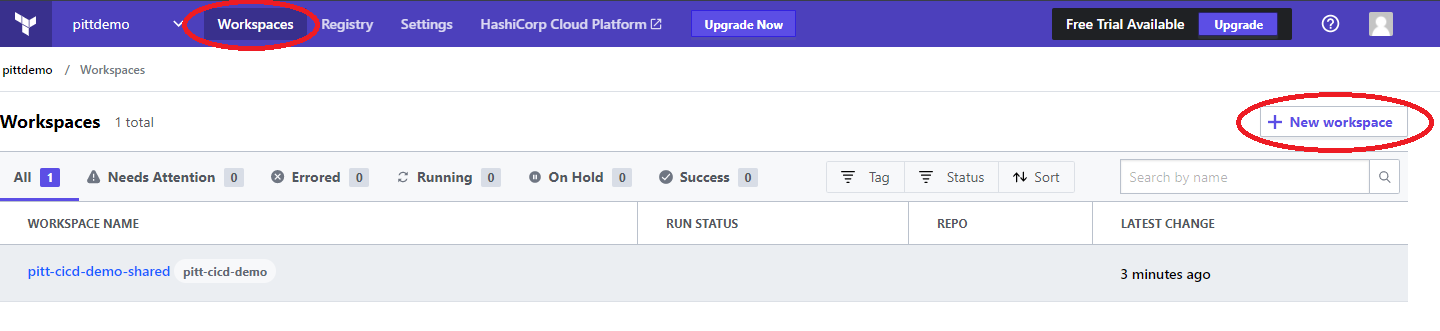 pittdemo Workspaces Registry Settings HashiCorp Cloud Platform Upgrade Now Free Trial Available Upgrade
pittdemo / Workspaces
Workspaces 1 total + New workspace
All 1 Needs Attention 0 Errored 0 Running 0 On Hold 0 Success 0 Tag Status Sort Search by name
WORKSPACE NAME RUN STATUS REPO LATEST CHANGE
pitt-cicd-demo-shared pitt-cicd-demo 3 minutes ago